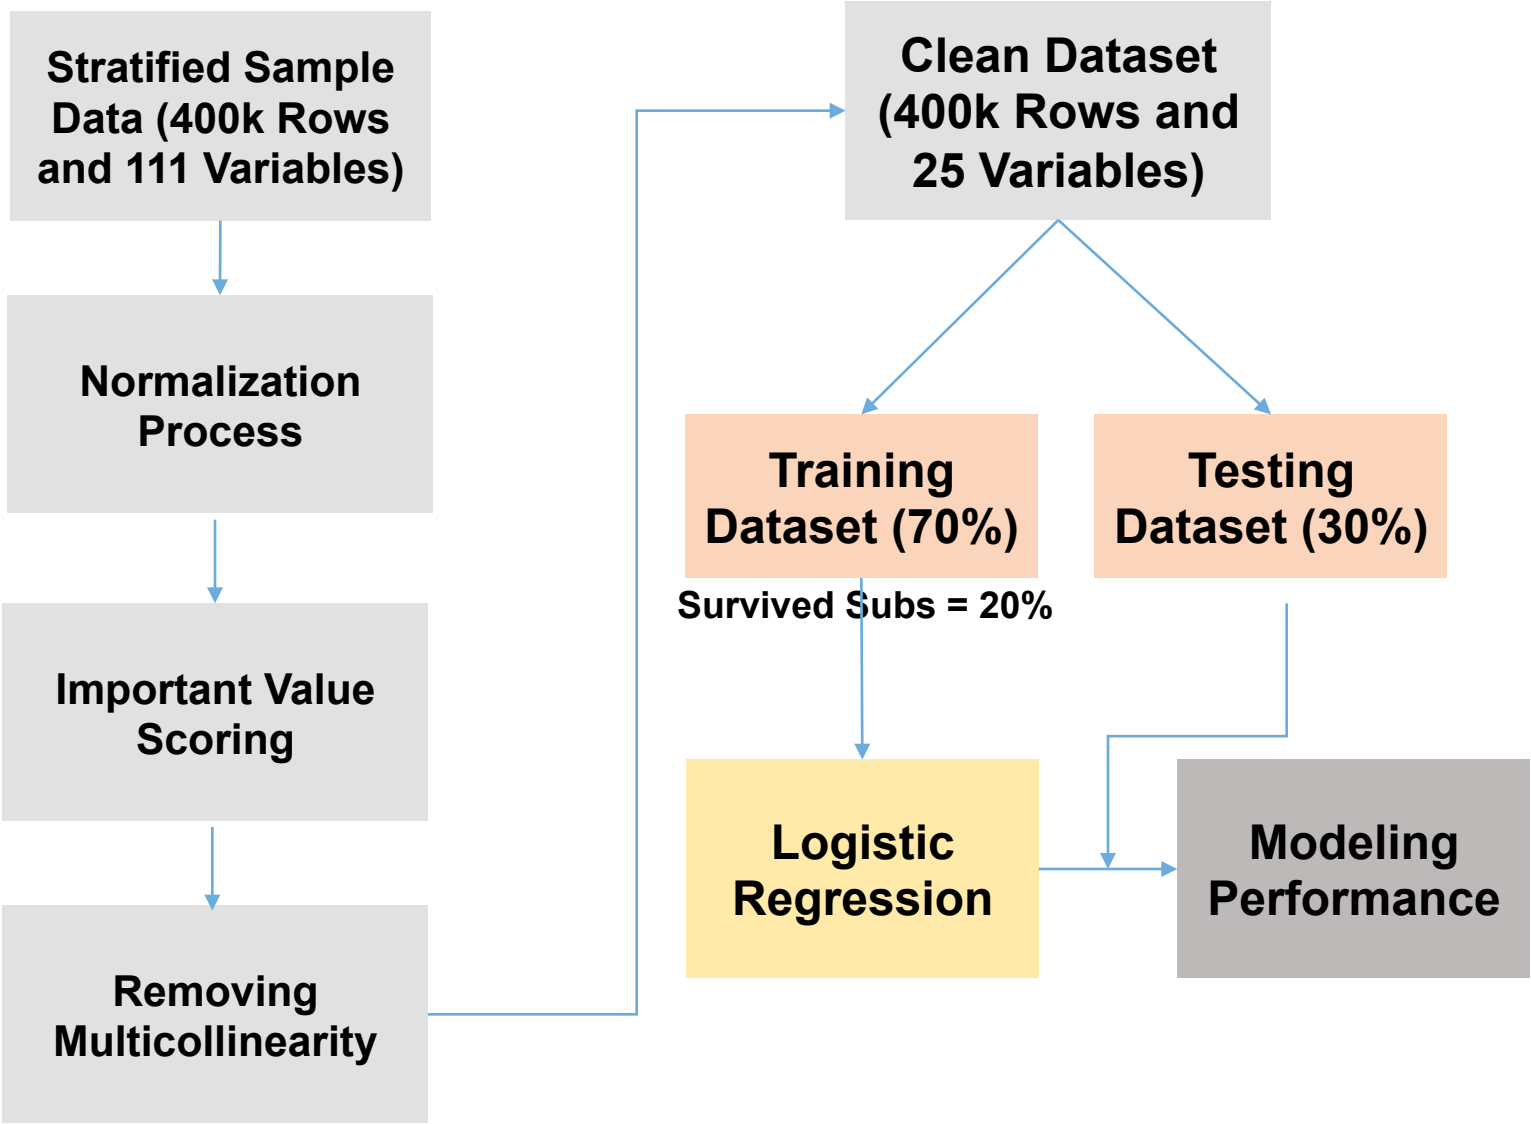 Stratified Sample
Data (400k Rows
and 111 Variables)
Normalization
Process
Important Value
Scoring
Removing
Multicollinearity
Clean Dataset
(400k Rows and
25 Variables)
Training
Dataset (70%)
Testing
Dataset (30%)
Survived Subs = 20%
Logistic
Regression
Modeling
Performance